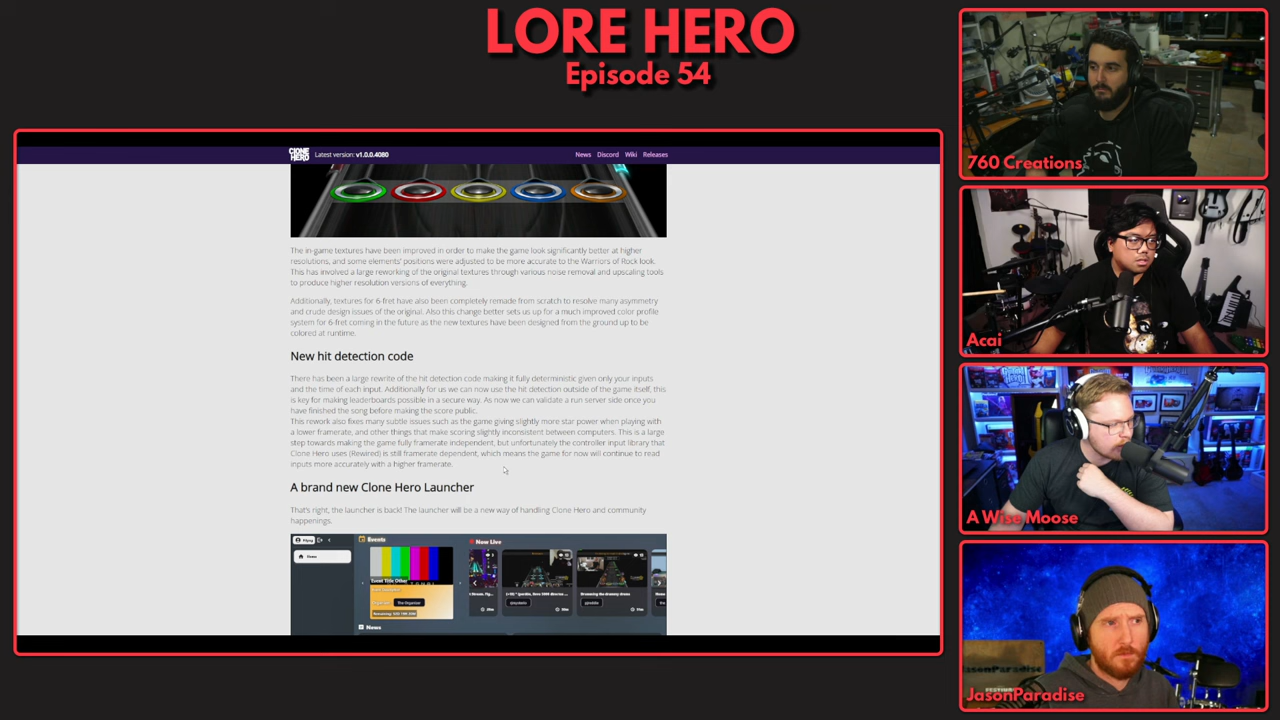 LORE HERO
Episode 54
CLONE HERO
Latest version: v1.0.0.4080
News Discord Wiki Releases
The in-game textures have been improved in order to make the game look significantly better at higher
resolutions, and some elements' positions were adjusted to be more accurate to the Warriors of Rock look.
This has involved a large reworking of the original textures through various noise removal and upscaling tools
to produce higher resolution versions of everything.
Additionally, textures for 6-fret have also been completely remade from scratch to resolve many asymmetry
and crude design issues of the original. Also this change better sets us up for a much improved color profile
system for 6-fret coming in the future as the new textures have been designed from the ground up to be
colored at runtime.
New hit detection code
There has been a large rewrite of the hit detection code making it fully deterministic given only your inputs
and the time of each input. Additionally for us we can now use the hit detection outside of the game itself, this
is key for making leaderboards possible in a secure way. As now we can validate a run server side once you
have finished the song before making the score public.
This rework also fixes many subtle issues such as the game giving slightly more star power when playing with
a lower framerate, and other things that make scoring slightly inconsistent between computers. This is a large
step towards making the game fully framerate independent, but unfortunately the controller input library that
Clone Hero uses (Rewired) is still framerate dependent, which means the game for now will continue to read
inputs more accurately with a higher framerate.
A brand new Clone Hero Launcher
That's right, the launcher is back! The launcher will be a new way of handling Clone Hero and community
happenings.
Home
Events
Event Title Other
The Organizer
Now Live
Drumming the drummy drums
News
760 Creations
Acai
A Wise Moose
JasonParadise